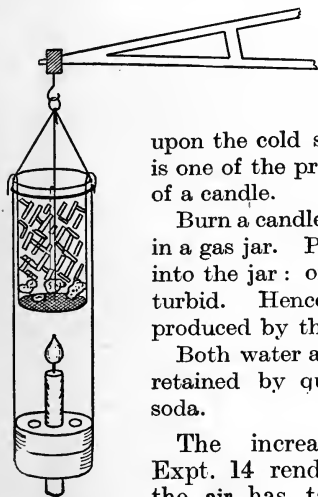 upon the cold s
is one of the pr
of a candle.
Burn a candle
in a gas jar. P
into the jar : o
turbid. Hence
produced by th
Both water a
retained by qu
soda.
The increa
Expt. 14 rend
the air has t